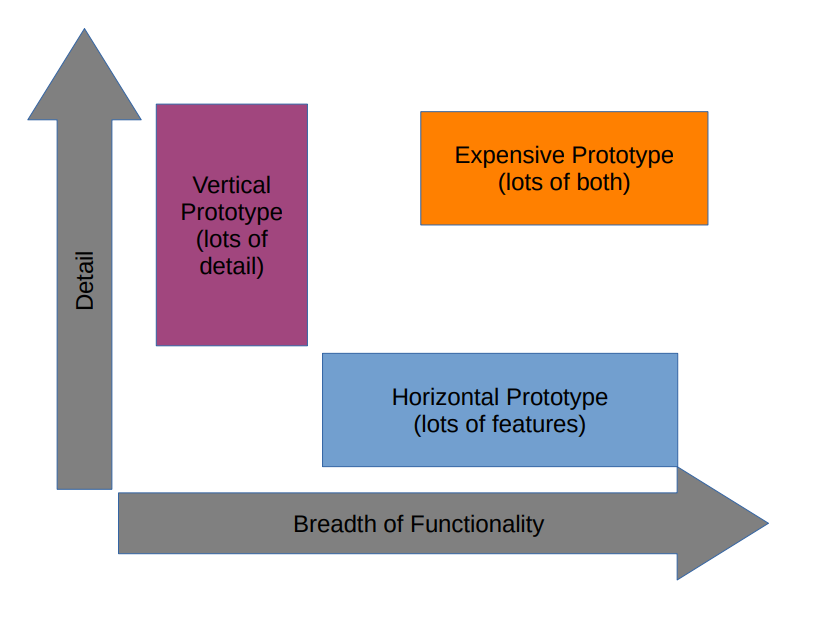 Vertical
Prototype
(lots of
detail)
Expensive Prototype
(lots of both)
Detail
Horizontal Prototype
(lots of features)
Breadth of Functionality